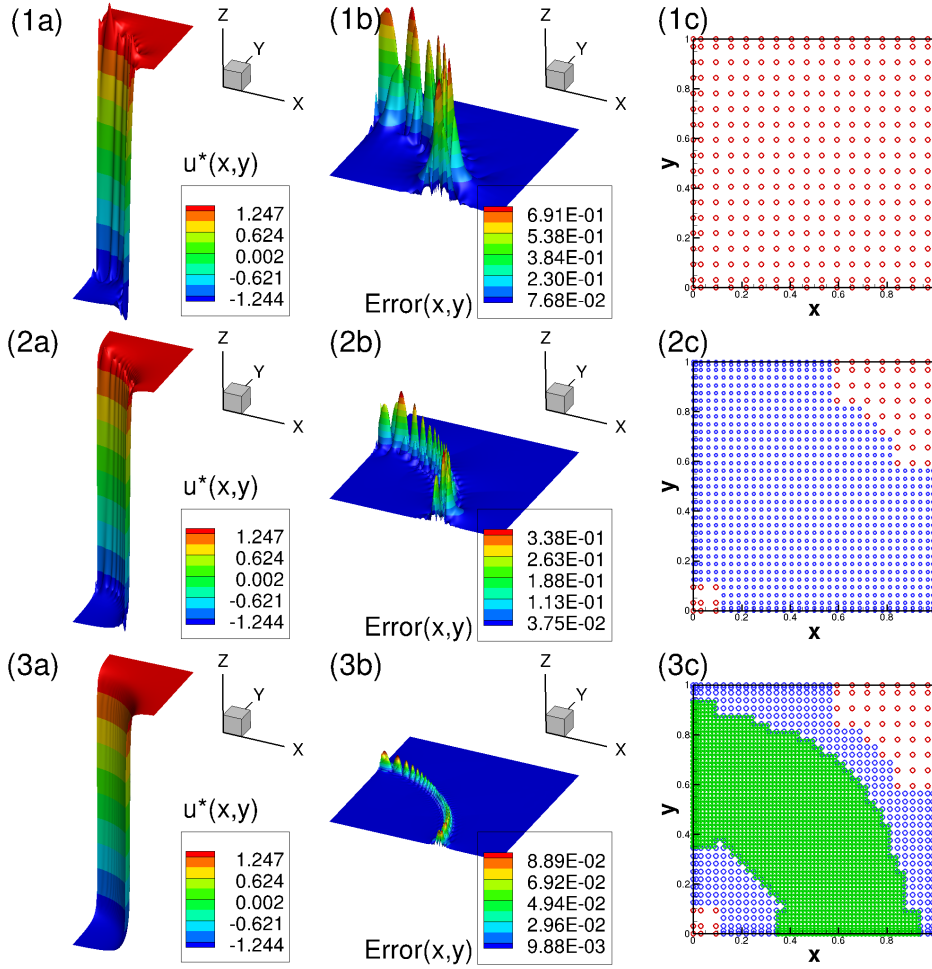 (1a)
Z
Y
X
u*(x,y)
1.247
0.624
0.002
-0.621
-1.244
(1b)
Z
Y
X
6.91E-01
5.38E-01
3.84E-01
2.30E-01
7.68E-02
Error(x,y)
(1c)
1
0.8
0.6
0.4
0.2
0
y
0 0.2 0.4 0.6 0.8
x
(2a)
Z
Y
X
u*(x,y)
1.247
0.624
0.002
-0.621
-1.244
(2b)
Z
Y
X
3.38E-01
2.63E-01
1.88E-01
1.13E-01
3.75E-02
Error(x,y)
(2c)
1
0.8
0.6
0.4
0.2
0
y
0 0.2 0.4 0.6 0.8
x
(3a)
Z
Y
X
u*(x,y)
1.247
0.624
0.002
-0.621
-1.244
(3b)
Z
Y
X
8.89E-02
6.92E-02
4.94E-02
2.96E-02
9.88E-03
Error(x,y)
(3c)
1
0.8
0.6
0.4
0.2
0
y
0 0.2 0.4 0.6 0.8
x